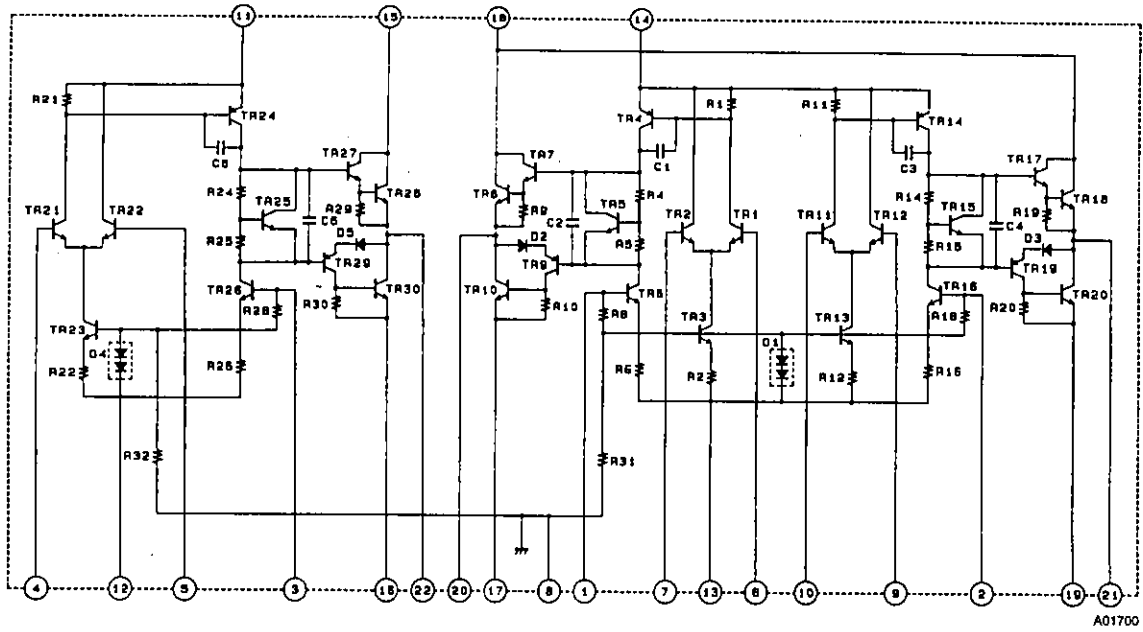 11
15
18
14
R21
TR24
C5
R1
TR4
C1
R11
TR14
C3
TR27
TR28
R24
TR25
C6
R29
TR7
TR8
R9
C2
TR5
R4
TR17
TR18
R14
TR15
C4
R19
TR21
TR22
R25
D5
TR29
D2
TR9
R5
TR2
TR1
TR11
TR12
R15
D3
TR19
TR26
R28
R30
TR30
TR10
R10
TR6
R8
TR16
R18
R20
TR20
TR23
D4
TR3
D1
TR13
R22
R26
R6
R2
R12
R16
R32
R31
4
12
5
3
16
22
20
17
8
1
7
13
6
10
9
2
19
21
A01700